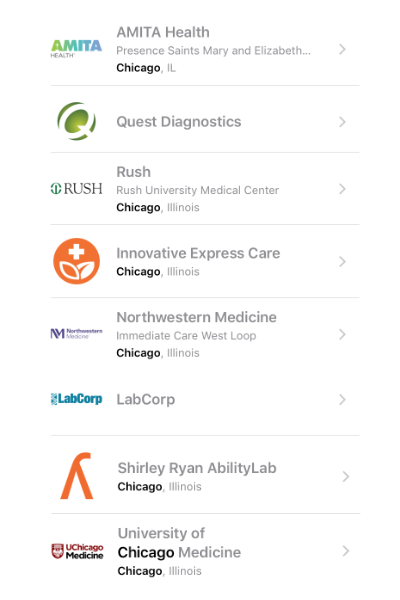 AMITA
HEALTH
AMITA Health
Presence Saints Mary and Elizabeth...
Chicago, IL
Quest Diagnostics
RUSH
Rush
Rush University Medical Center
Chicago, Illinois
Innovative Express Care
Chicago, Illinois
Northwestern
Medicine
Northwestern Medicine
Immediate Care West Loop
Chicago, Illinois
LabCorp
LabCorp
Shirley Ryan AbilityLab
Chicago, Illinois
UChicago
Medicine
University of
Chicago Medicine
Chicago, Illinois